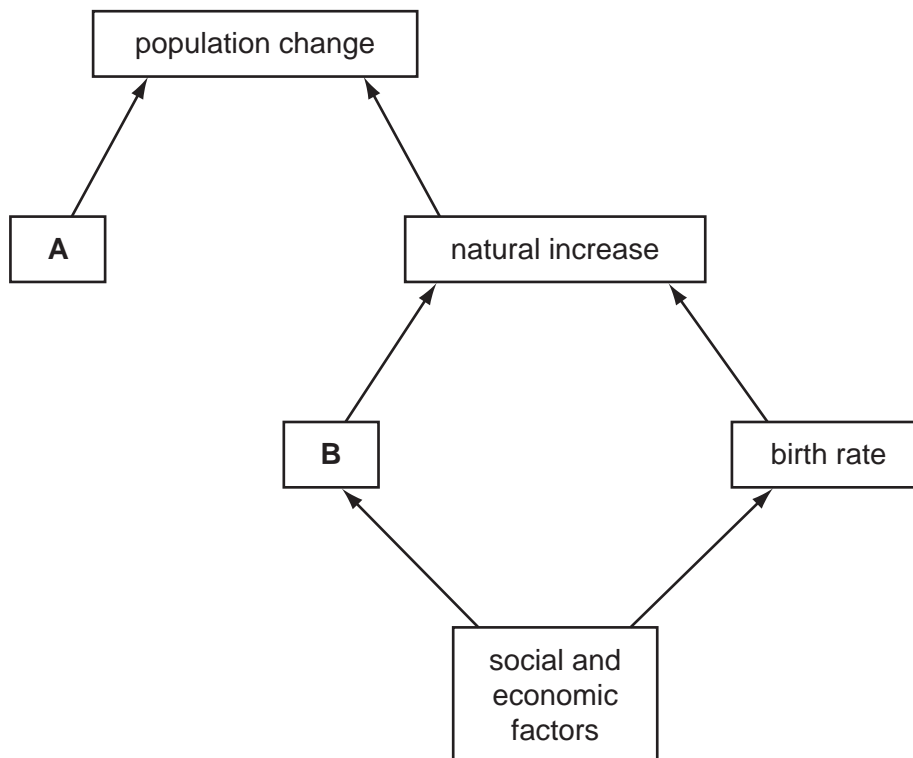 population change
A
natural increase
B
birth rate
social and
economic
factors